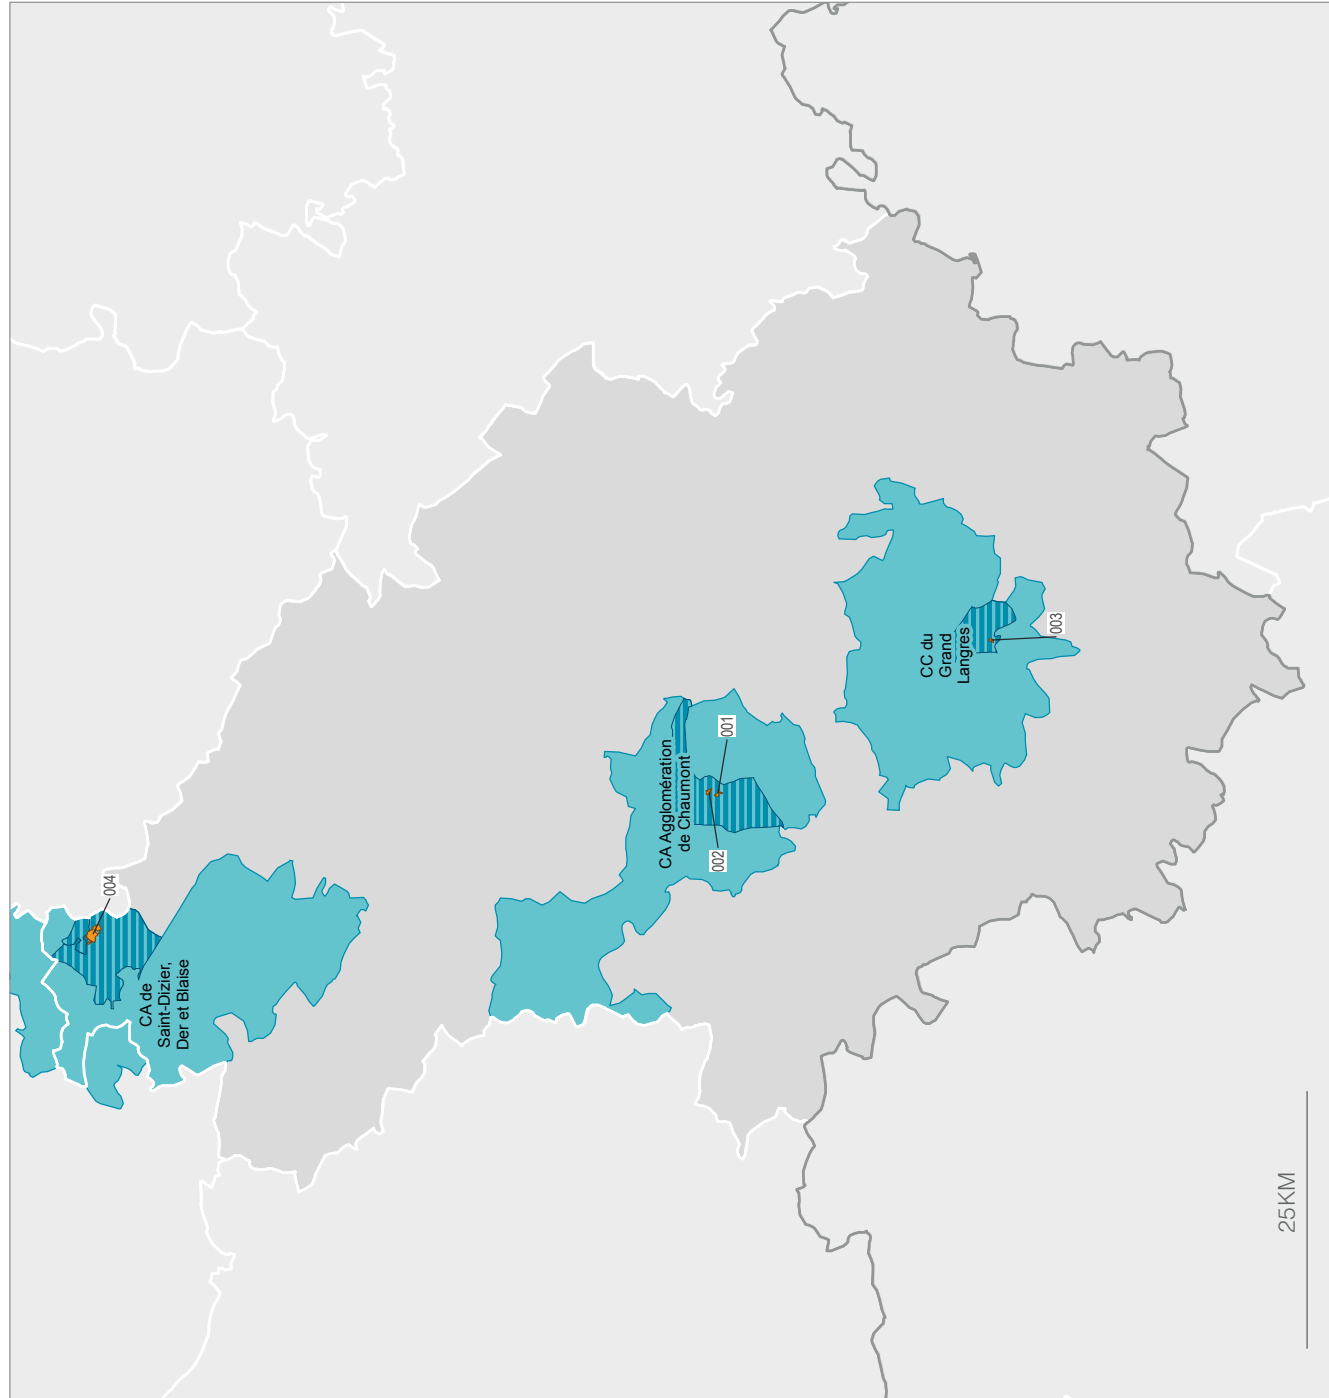 004
CA de
Saint-Dizier,
Der et Blaise
CA Agglomération
de Chaumont
001
002
CC du
Grand
Langres
003
25KM